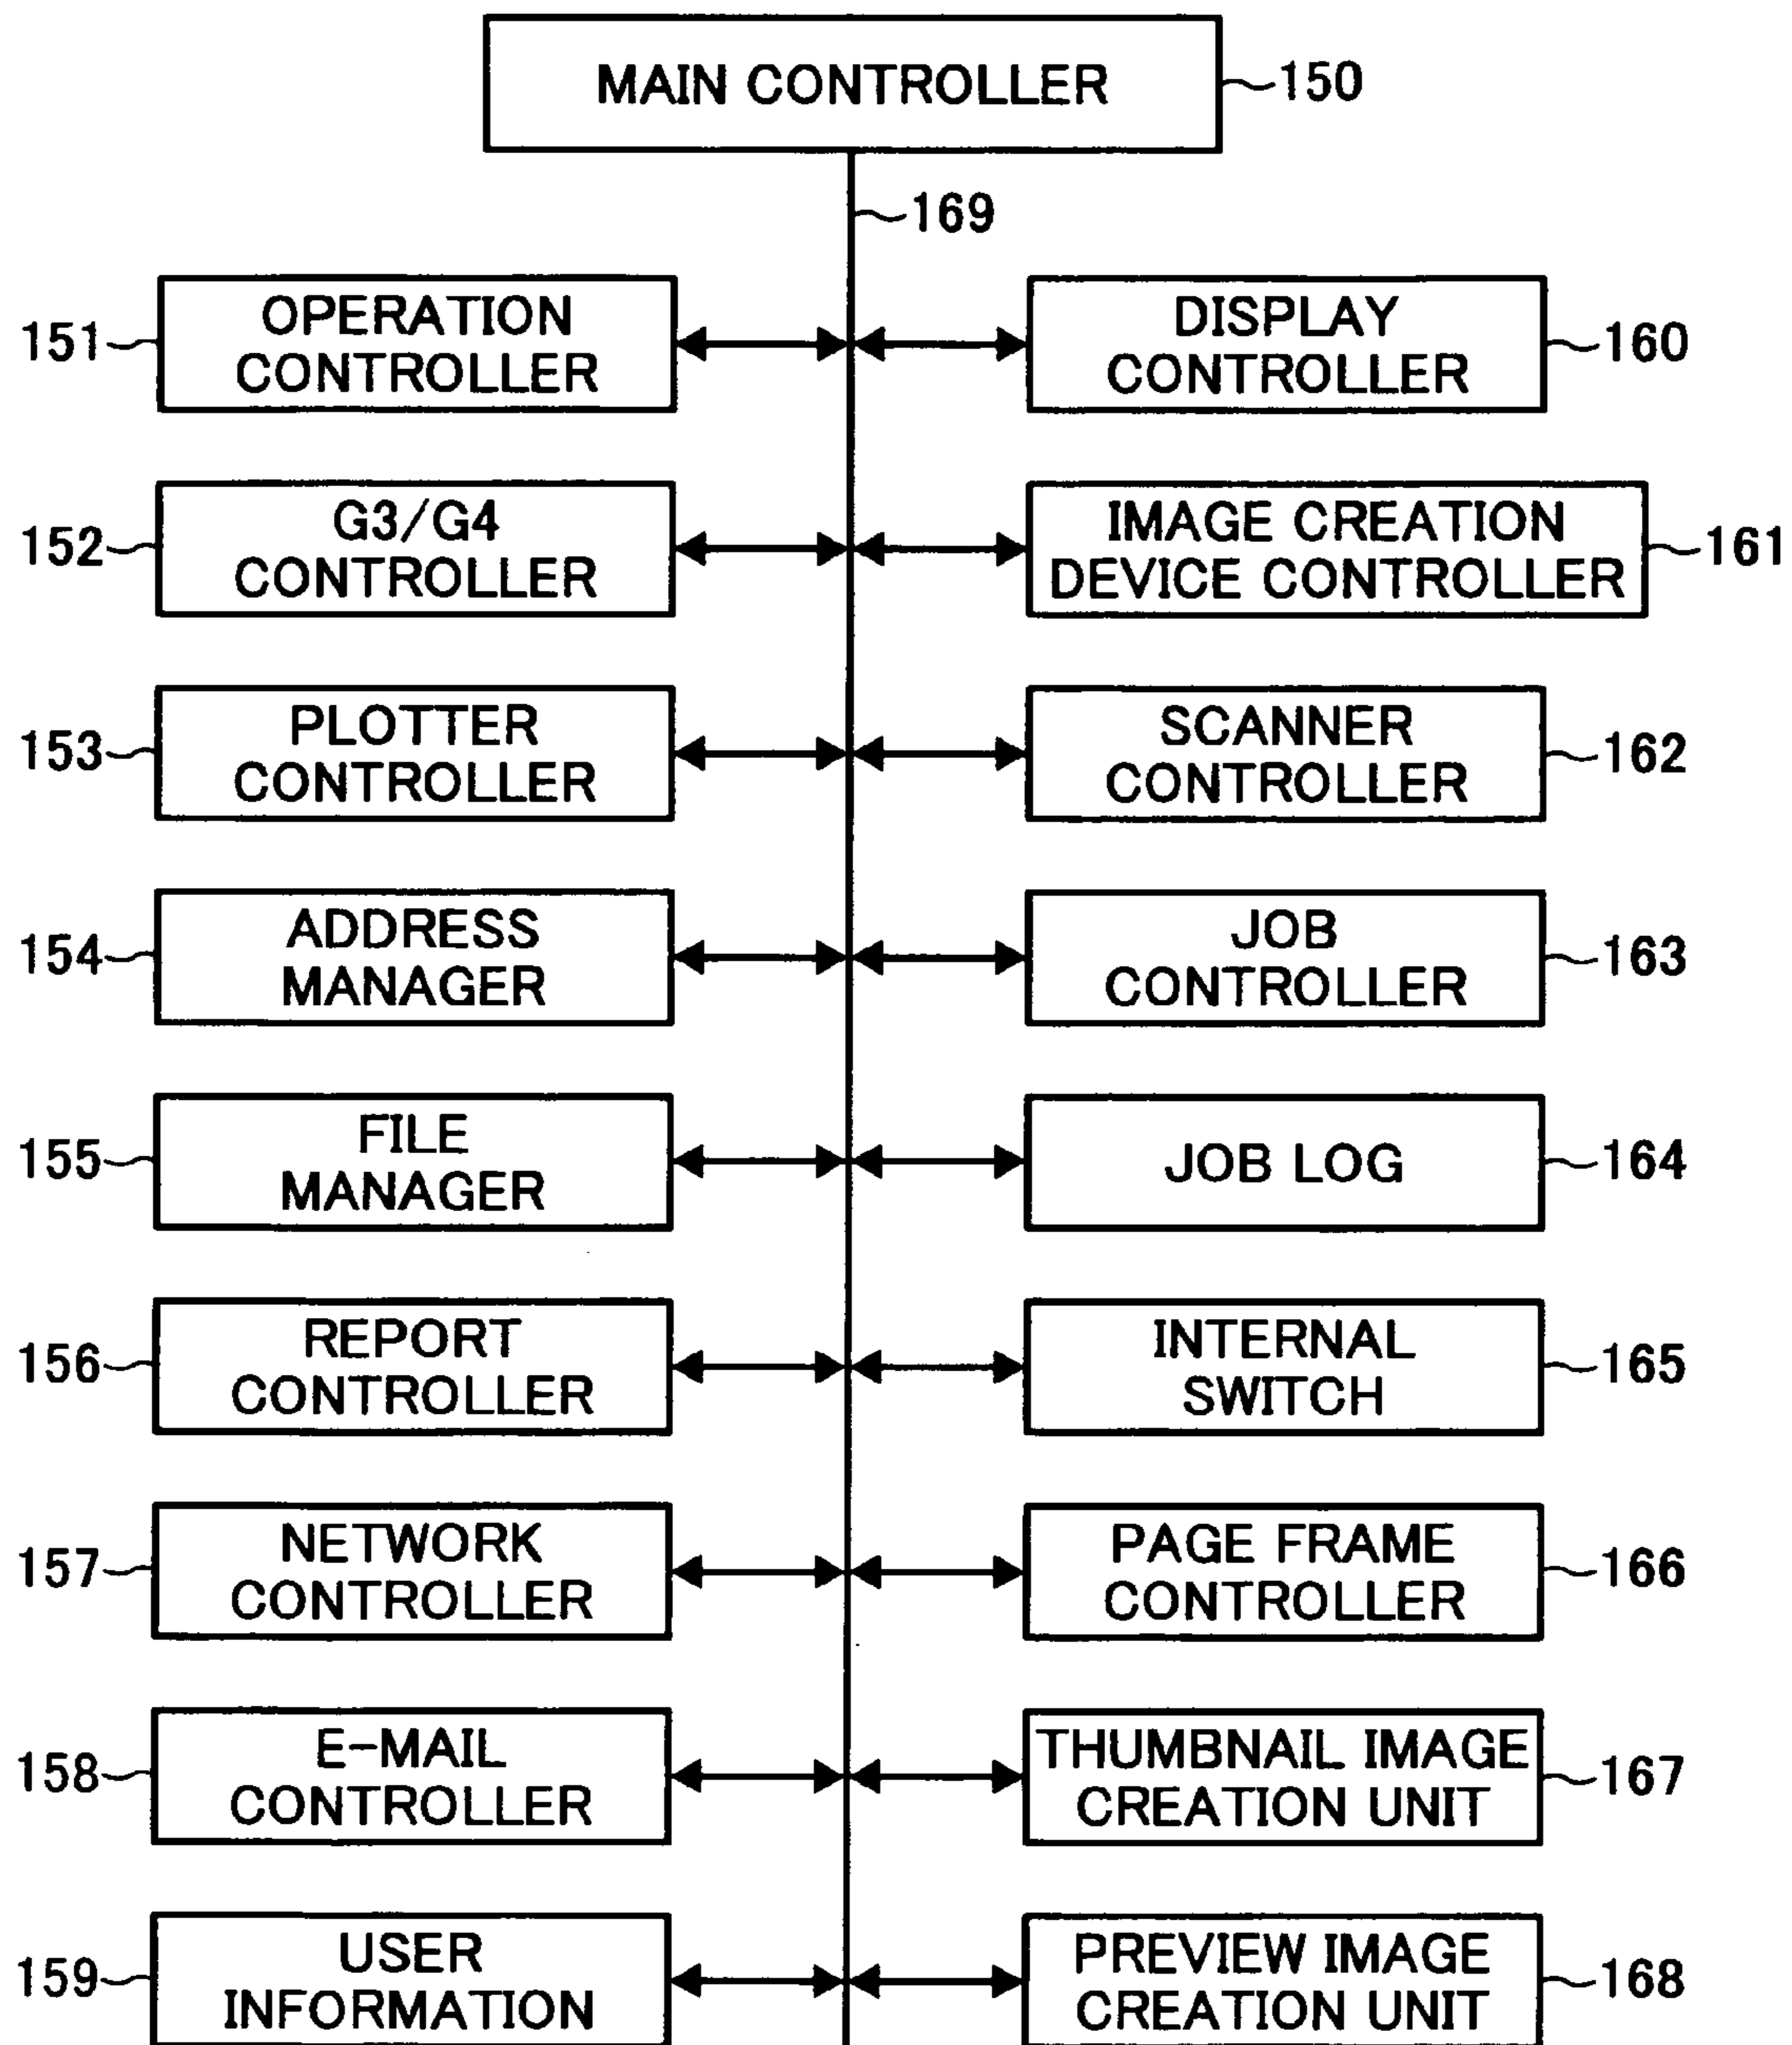 MAIN CONTROLLER
150
169
151
OPERATION
CONTROLLER
DISPLAY
CONTROLLER
160
152
G3/G4
CONTROLLER
IMAGE CREATION
DEVICE CONTROLLER
161
153
PLOTTER
CONTROLLER
SCANNER
CONTROLLER
162
154
ADDRESS
MANAGER
JOB
CONTROLLER
163
155
FILE
MANAGER
JOB LOG
164
156
REPORT
CONTROLLER
INTERNAL
SWITCH
165
157
NETWORK
CONTROLLER
PAGE FRAME
CONTROLLER
166
158
E-MAIL
CONTROLLER
THUMBNAIL IMAGE
CREATION UNIT
167
159
USER
INFORMATION
PREVIEW IMAGE
CREATION UNIT
168